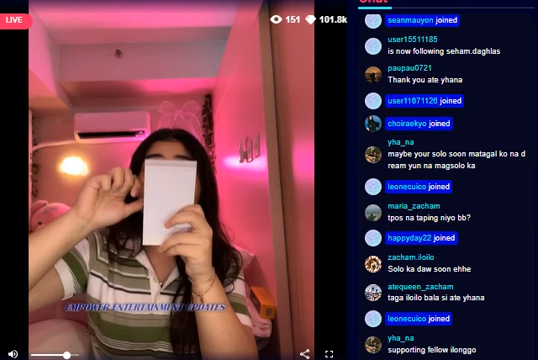 LIVE
151
101.8k
EMPOWER ENTERTAINMENT UPDATES
Chat
seanmauyon joined
user15511185
is now following seham.daghlas
paupau0721
Thank you ate yhana
user11871126 joined
choiraekyo joined
yha_na
maybe your solo soon matagal ko na d
ream yun na magsolo ka
leonecuico joined
maria_zacham
tpos na taping niyo bb?
happyday22 joined
zacham.iloilo
Solo ka daw soon ehhe
atequeen_zacham
taga iloilo bala si ate yhana
leonecuico joined
yha_na
supporting fellow ilonggo